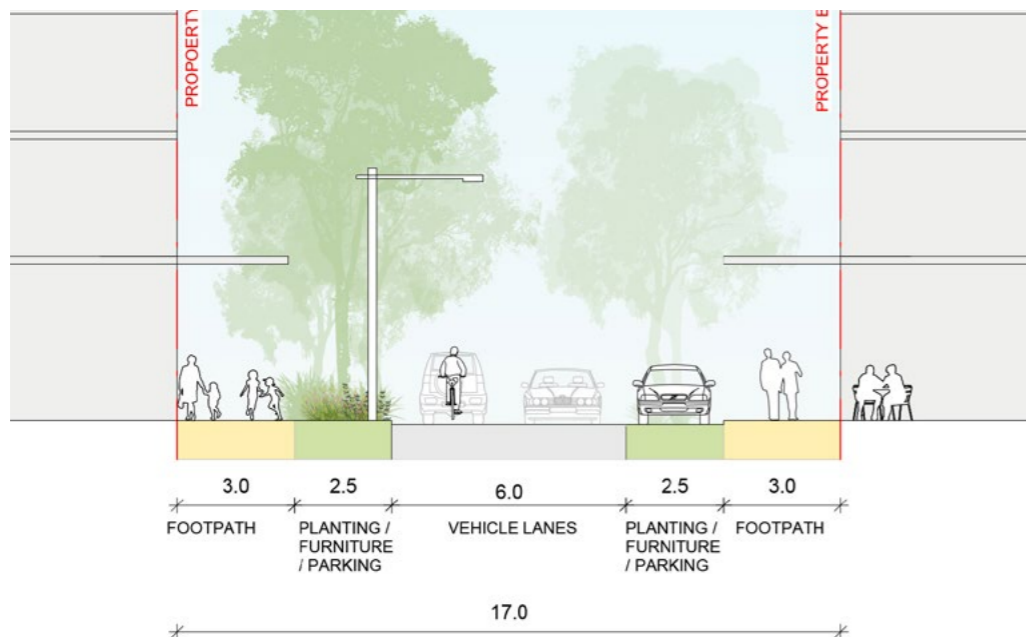 PROPOERTY
PROPERTY
3.0
2.5
6.0
2.5
3.0
FOOTPATH
PLANTING /
FURNITURE
/ PARKING
VEHICLE LANES
PLANTING /
FURNITURE
/ PARKING
FOOTPATH
17.0